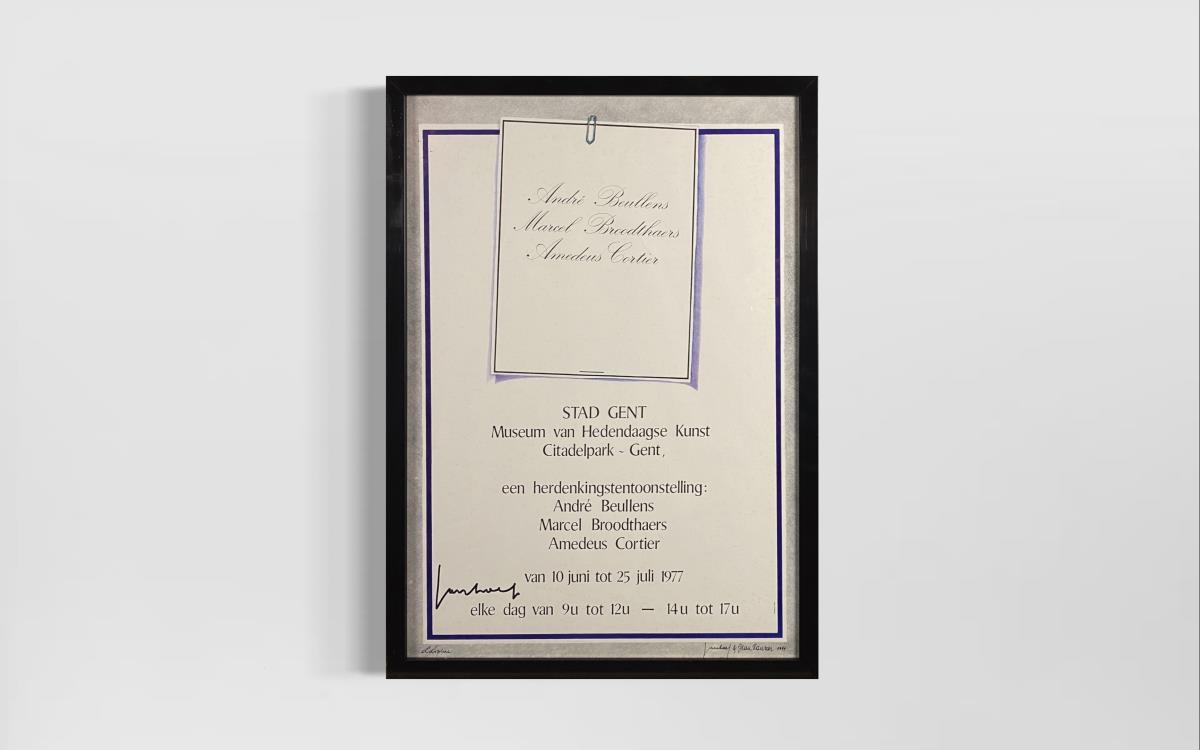 André Beullens
Marcel Broodthaers
Amedeus Cortier
STAD GENT
Museum van Hedendaagse Kunst
Citadelpark ~ Gent,
een herdenkingstentoonstelling:
André Beullens
Marcel Broodthaers
Amedeus Cortier
van 10 juni tot 25 juli 1977
elke dag van 9u tot 12u — 14u tot 17u